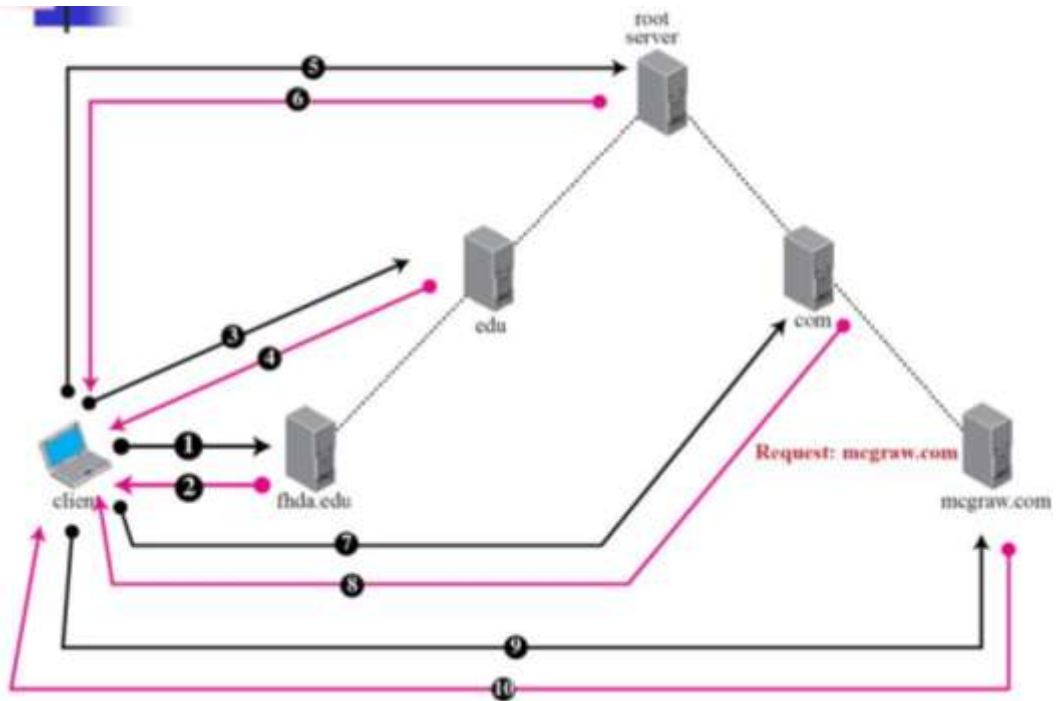 root
server
5
6
edu
com
3
4
1
Request: mcgraw.com
2
client
fhda.edu
mcgraw.com
7
8
9
10